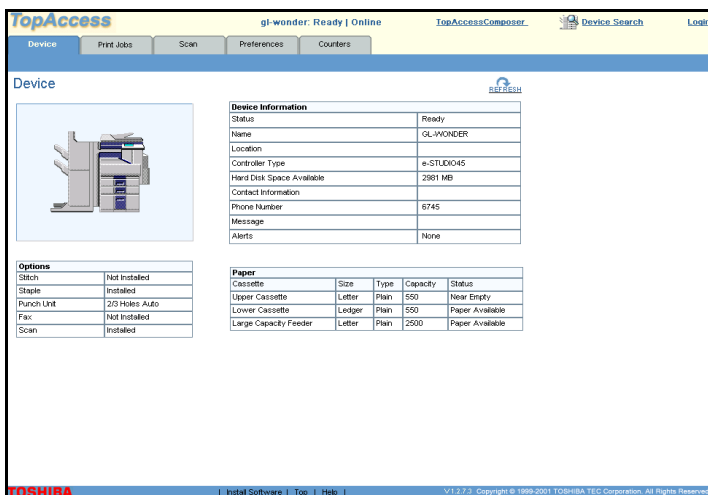 TopAccess
gl-wonder: Ready | Online
TopAccessComposer
Device Search
Login
Device
Print Jobs
Scan
Preferences
Counters
Device
REFRESH
Device Information
Status Ready
Name GL-WONDER
Location
Controller Type e-STUDIO45
Hard Disk Space Available 2981 MB
Contact Information
Phone Number 6745
Message
Alerts None
Options
Stitch Not Installed
Staple Installed
Punch Unit 2/3 Holes Auto
Fax Not Installed
Scan Installed
Paper
Cassette Size Type Capacity Status
Upper Cassette Letter Plain 550 Near Empty
Lower Cassette Ledger Plain 550 Paper Available
Large Capacity Feeder Letter Plain 2500 Paper Available
TOSHIBA
| Install Software | Top | Help |
V1.2.7.3 Copyright © 1999-2001 TOSHIBA TEC Corporation. All Rights Reserved